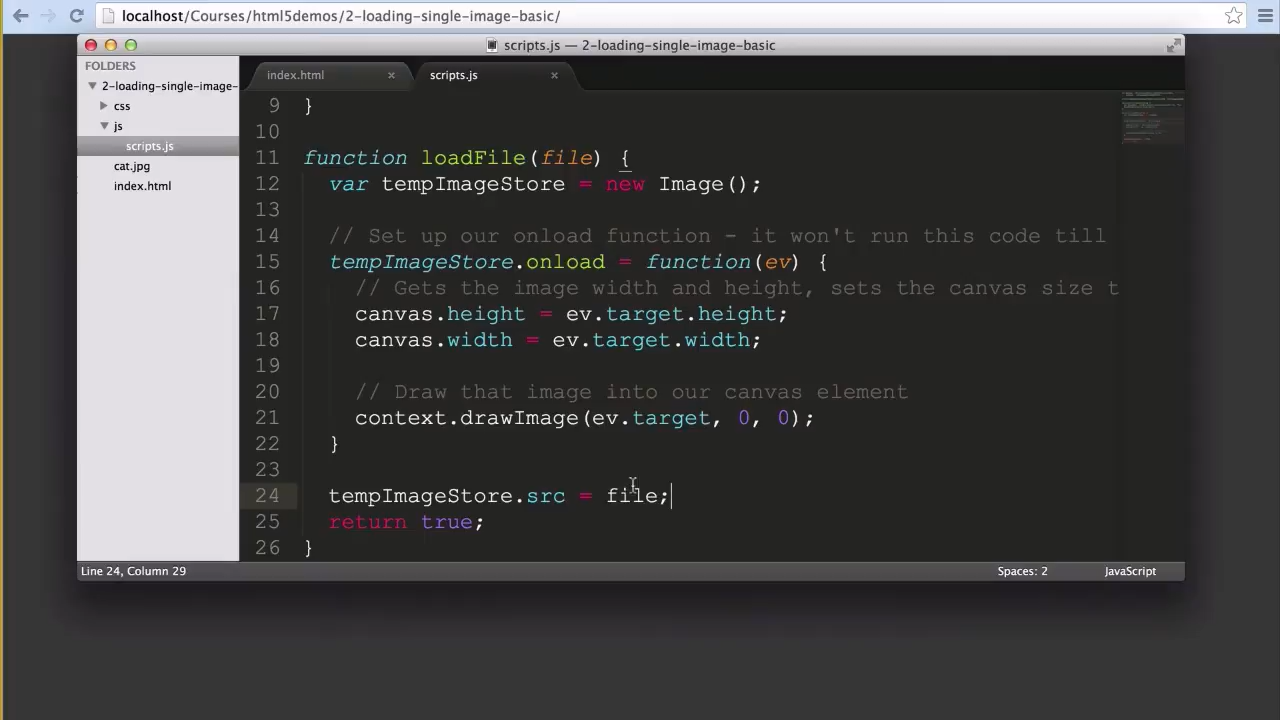 localhost/Courses/html5demos/2-loading-single-image-basic/
scripts.js — 2-loading-single-image-basic
FOLDERS
2-loading-single-image-
css
js
scripts.js
cat.jpg
index.html
index.html
scripts.js
9 }
10
11 function loadFile(file) {
12 var tempImageStore = new Image();
13
14 // Set up our onload function - it won't run this code till
15 tempImageStore.onload = function(ev) {
16 // Gets the image width and height, sets the canvas size t
17 canvas.height = ev.target.height;
18 canvas.width = ev.target.width;
19
20 // Draw that image into our canvas element
21 context.drawImage(ev.target, 0, 0);
22 }
23
24 tempImageStore.src = file;
25 return true;
26 }
Line 24, Column 29
Spaces: 2
JavaScript